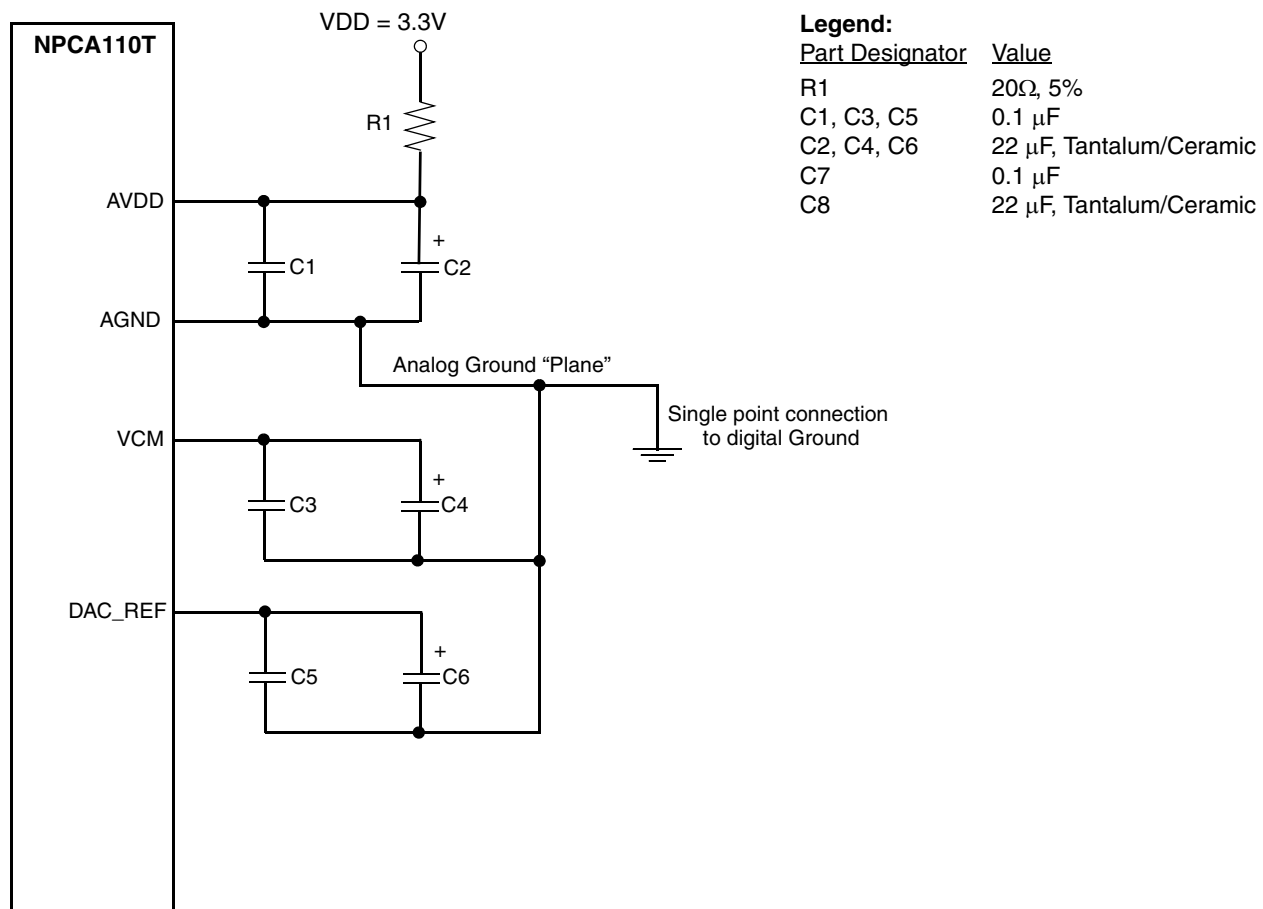 NPCA110T
VDD = 3.3V
R1
AVDD
+
C1
C2
AGND
Analog Ground “Plane”
Single point connection
to digital Ground
VCM
+
C3
C4
DAC_REF
+
C5
C6
Legend:
Part Designator Value
R1 20Ω, 5%
C1, C3, C5 0.1 μF
C2, C4, C6 22 μF, Tantalum/Ceramic
C7 0.1 μF
C8 22 μF, Tantalum/Ceramic